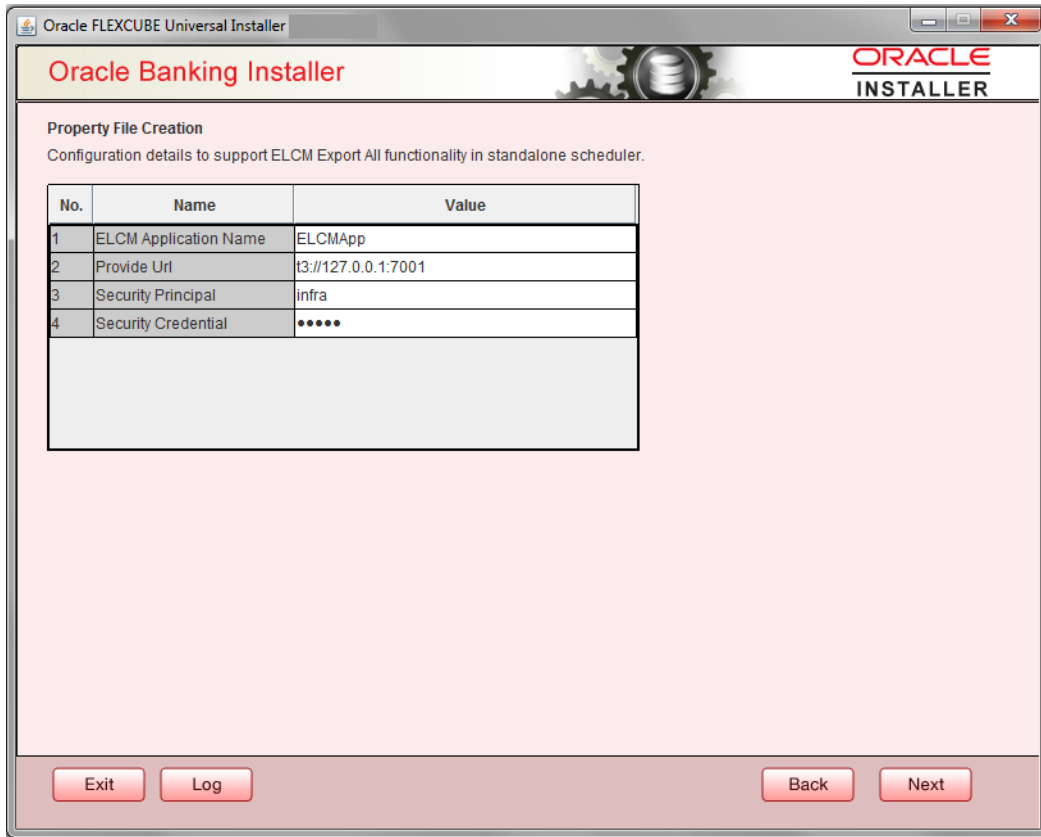 Oracle FLEXCUBE Universal Installer
Oracle Banking Installer
ORACLE
INSTALLER
Property File Creation
Configuration details to support ELCM Export All functionality in standalone scheduler.
No. Name Value
1 ELCM Application Name ELCMApp
2 Provide Url t3://127.0.0.1:7001
3 Security Principal infra
4 Security Credential •••••
Exit Log Back Next